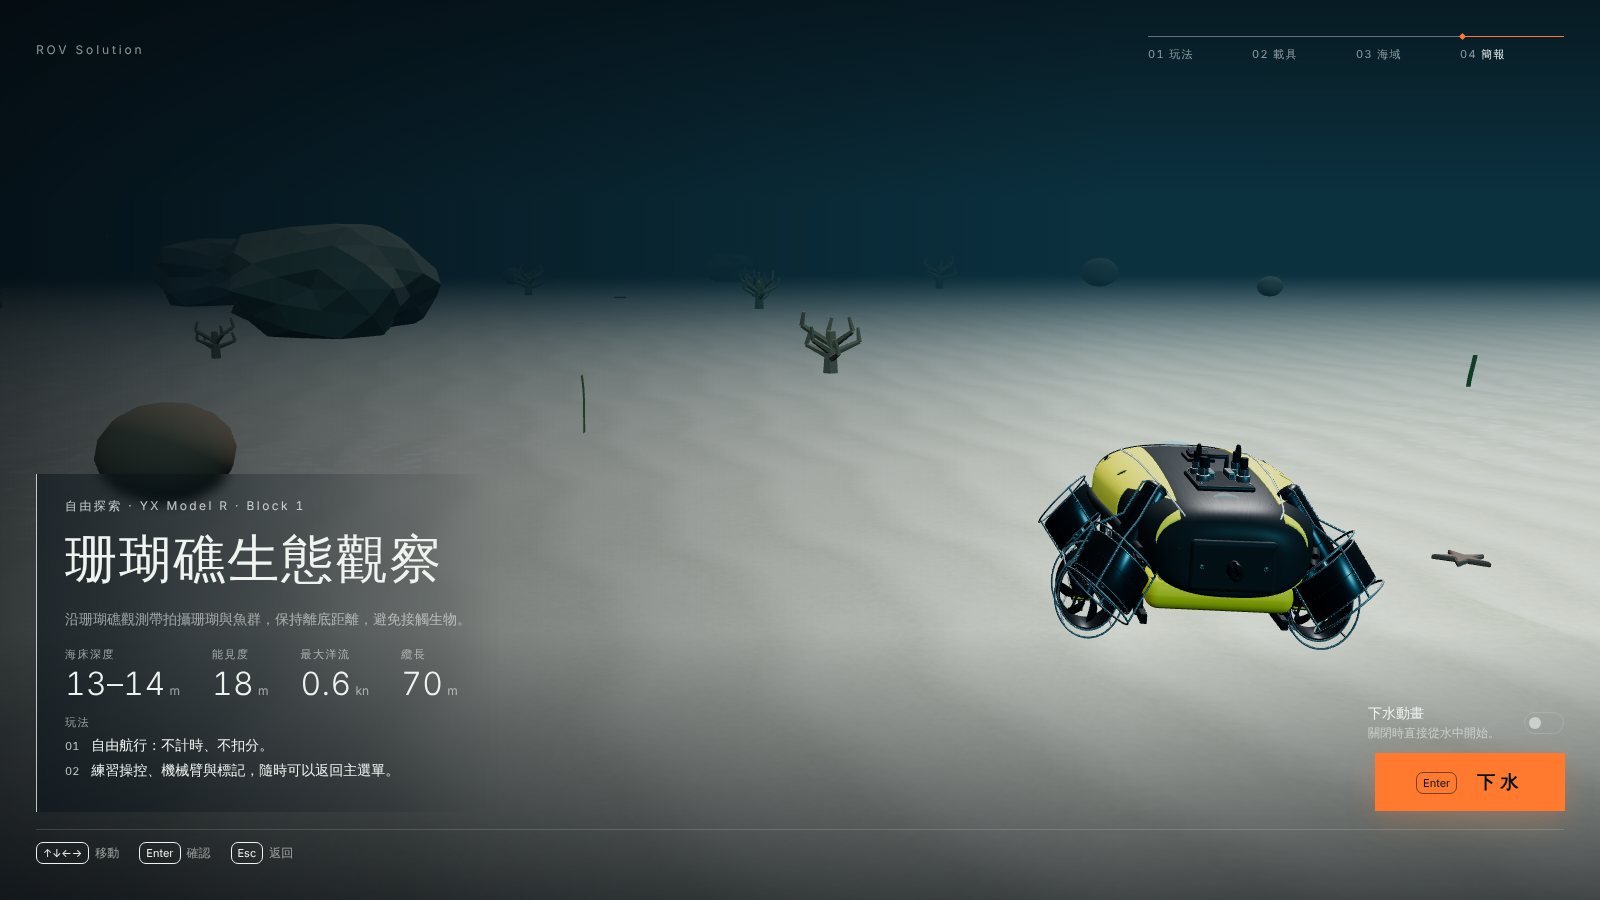 ROV Solution
01 玩法
02 載具
03 海域
04 簡報
自由探索 · YX Model R · Block 1
珊瑚礁生態觀察
沿珊瑚礁觀測帶拍攝珊瑚與魚群，保持離底距離，避免接觸生物。
海床深度 能見度 最大洋流 纜長
13–14 m 18 m 0.6 kn 70 m
玩法
01 自由航行：不計時、不扣分。
02 練習操控、機械臂與標記，隨時可以返回主選單。
下水動畫
關閉時直接從水中開始。
Enter 下水
↑↓←→ 移動 Enter 確認 Esc 返回